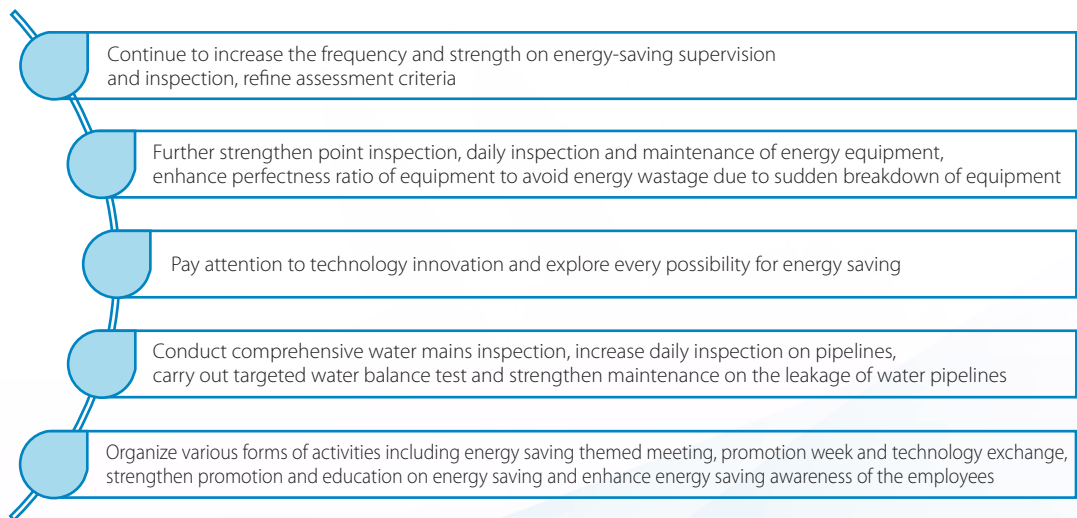 Continue to increase the frequency and strength on energy-saving supervision
and inspection, refine assessment criteria
Further strengthen point inspection, daily inspection and maintenance of energy equipment,
enhance perfectness ratio of equipment to avoid energy wastage due to sudden breakdown of equipment
Pay attention to technology innovation and explore every possibility for energy saving
Conduct comprehensive water mains inspection, increase daily inspection on pipelines,
carry out targeted water balance test and strengthen maintenance on the leakage of water pipelines
Organize various forms of activities including energy saving themed meeting, promotion week and technology exchange,
strengthen promotion and education on energy saving and enhance energy saving awareness of the employees